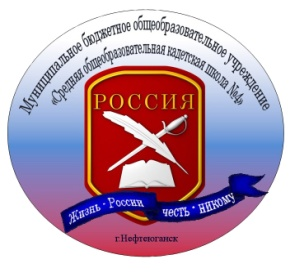 Муниципальное бюджетное общеобразовательное учреждение
«Средняя общеобразовательная кадетская школа №4»
РОССИЯ
Жизнь · России честь · никому
г.Нефтеюганск